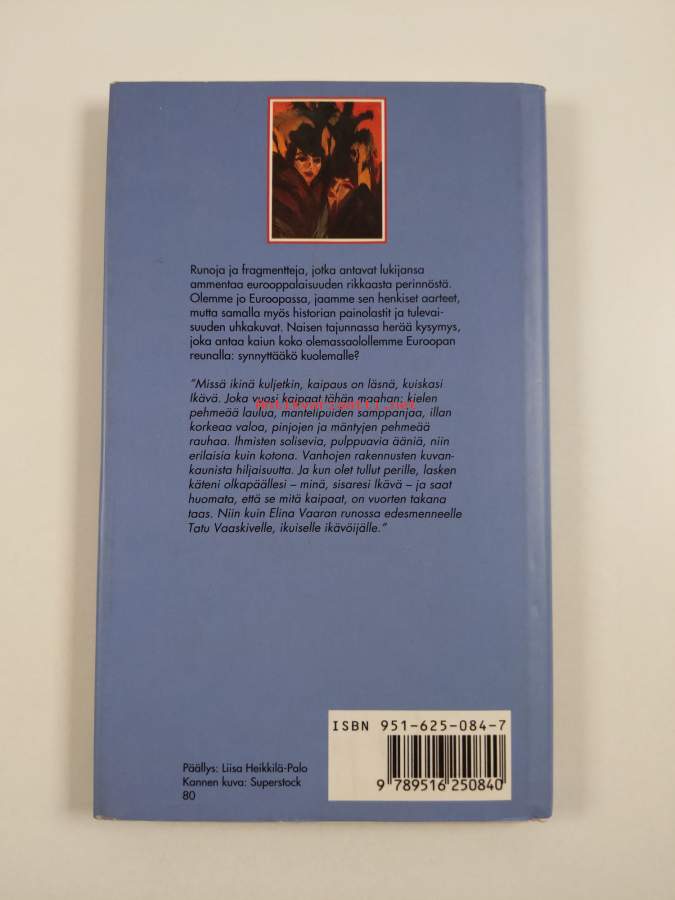 Runoja ja fragmentteja, jotka antavat lukijansa
ammentaa eurooppalaisuuden rikkaasta perinnöstä.
Olemme jo Euroopassa, jaamme sen henkiset aarteet,
mutta samalla myös historian painolastit ja tulevai-
suuden uhkakuvat. Naisen tajunnassa herää kysymys,
joka antaa kaiun koko olemassaolollemme Euroopan
reunalla: synnyttääkö kuolemalle?
"Missä ikinä kuljetkin, kaipaus on läsnä, kuiskasi
Ikävä. Joka vuosi kaipaat tähän maahan: kielen
pehmeää laulua, mantelipuiden samppanjaa, illan
antikvariaatti.net
korkeaa valoa, pinjojen ja mäntyjen pehmeää
rauhaa. Ihmisten solisevia, pulppuavia ääniä, niin
erilaisia kuin kotona. Vanhojen rakennusten kuvan-
kaunista hiljaisuutta. Ja kun olet tullut perille, lasken
käteni olkapäällesi – minä, sisaresi Ikävä – ja saat
huomata, että se mitä kaipaat, on vuorten takana
taas. Niin kuin Elina Vaaran runossa edesmenneelle
Tatu Vaaskivelle, ikuiselle ikävöijälle."
ISBN 951-625-084-7
9 789516 250840
Päällys: Liisa Heikkilä-Palo
Kannen kuva: Superstock
80